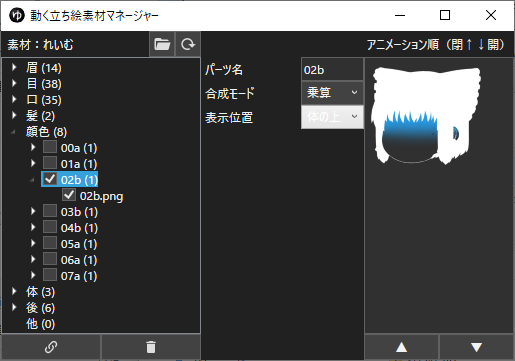 ゆ 動く立ち絵素材マネージャー
素材：れいむ
アニメーション順（閉↑↓開）
眉 (14)
目 (38)
口 (35)
髪 (2)
顔色 (8)
00a (1)
01a (1)
02b (1)
02b.png
03b (1)
04b (1)
05a (1)
06a (1)
07a (1)
体 (3)
後 (6)
他 (0)
パーツ名 02b
合成モード 乗算
表示位置 体の上
▲ ▼